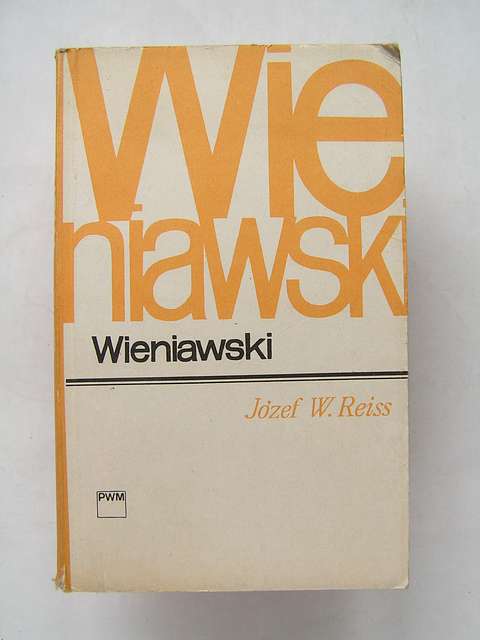 Wie
niawski
Wieniawski
Józef W. Reiss
PWM